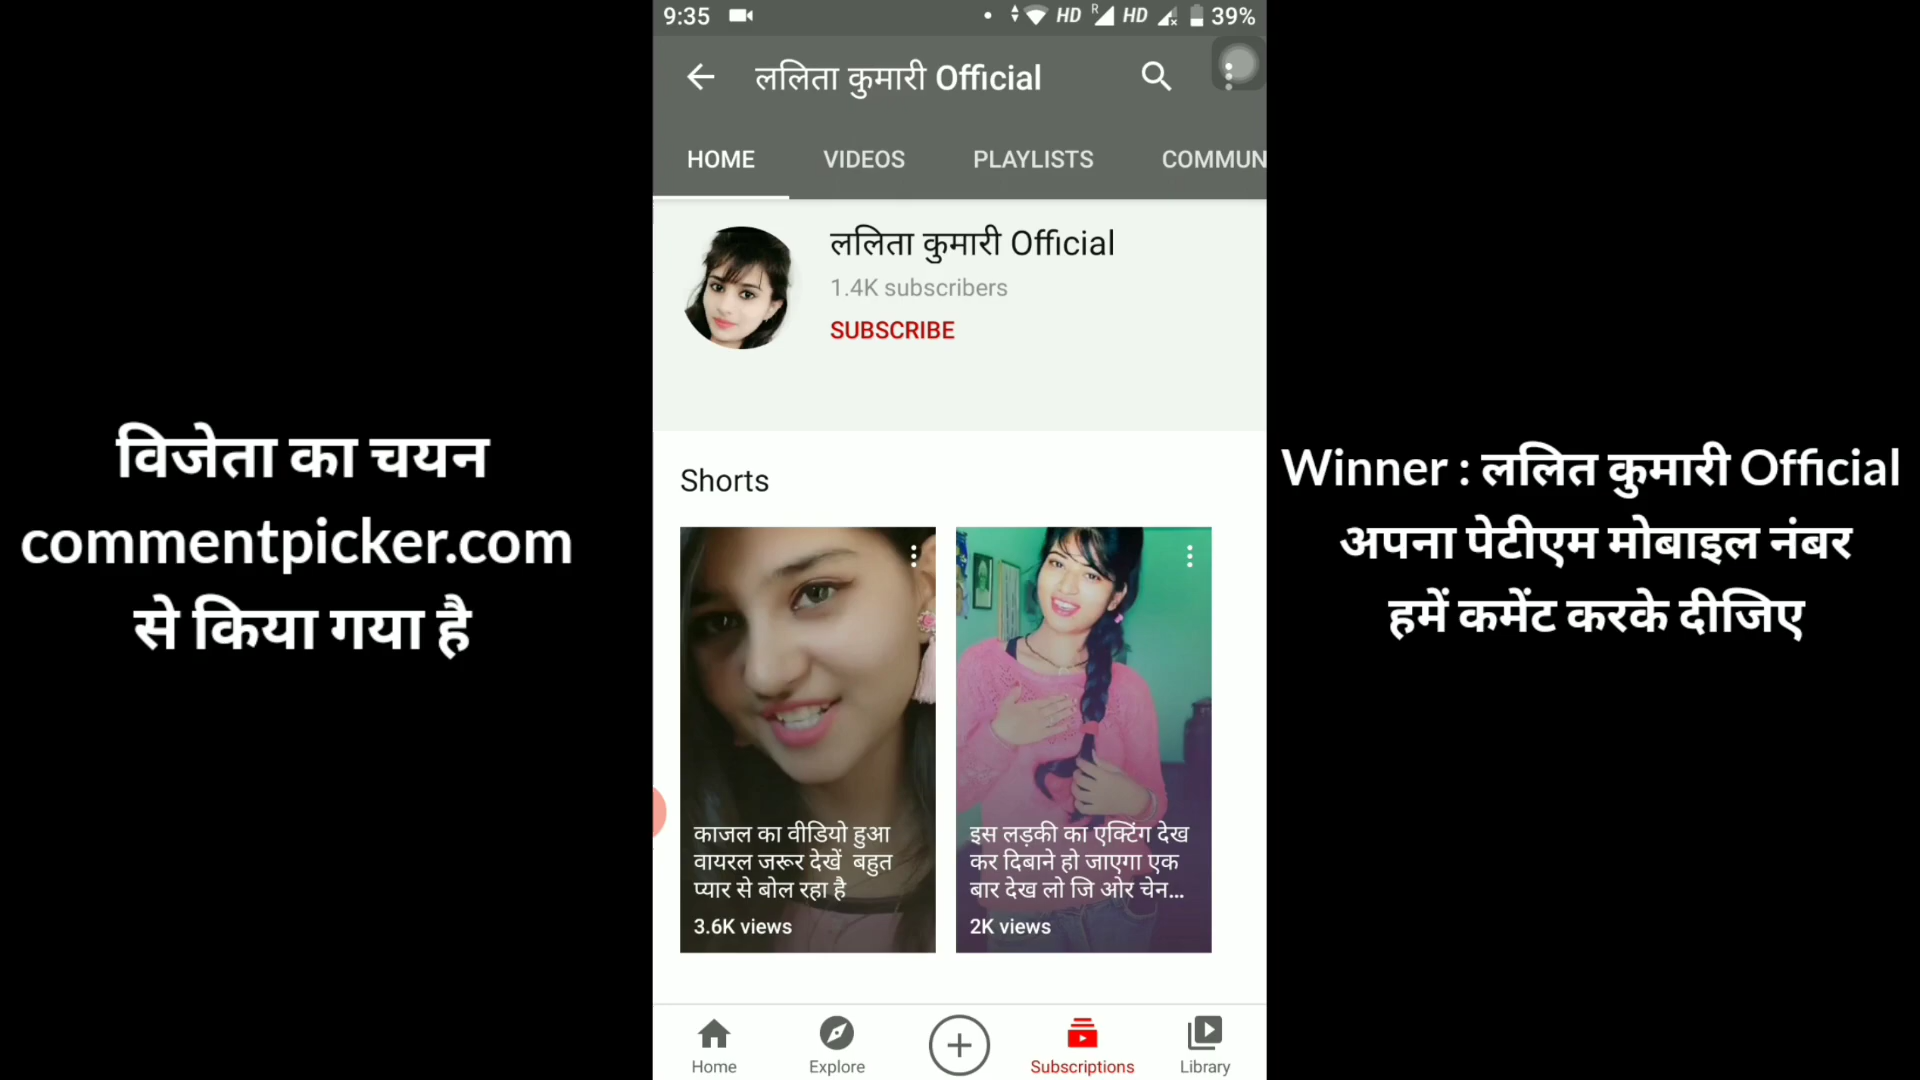 9:35 HD R HD 39%
ललिता कुमारी Official
HOME VIDEOS PLAYLISTS COMMUN
ललिता कुमारी Official
1.4K subscribers
SUBSCRIBE
विजेता का चयन
commentpicker.com
से किया गया है
Winner : ललित कुमारी Official
अपना पेटीएम मोबाइल नंबर
हमें कमेंट करके दीजिए
Shorts
काजल का वीडियो हुआ
वायरल जरूर देखें बहुत
प्यार से बोल रहा है
3.6K views
इस लड़की का एक्टिंग देख
कर दिबाने हो जाएगा एक
बार देख लो जि ओर चेन...
2K views
Home Explore Subscriptions Library